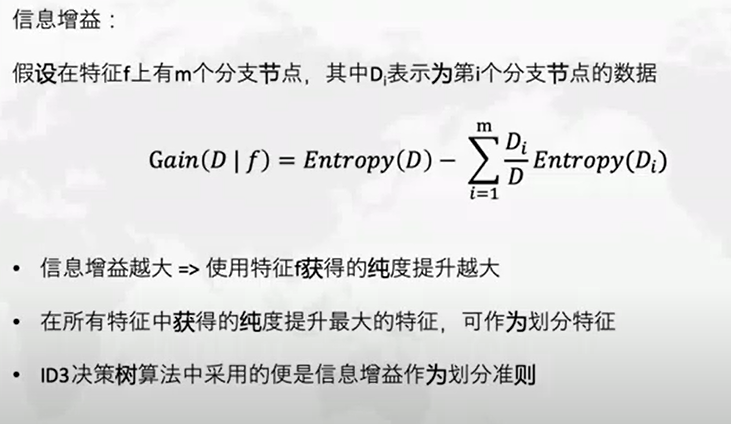 信息增益：
假设在特征f上有m个分支节点，其中Di表示为第i个分支节点的数据
Gain(D | f) = Entropy(D) − ∑_{i=1}^{m} \frac{D_i}{D} Entropy(D_i)
• 信息增益越大 => 使用特征f获得的纯度提升越大
• 在所有特征中获得的纯度提升最大的特征，可作为划分特征
• ID3决策树算法中采用的便是信息增益作为划分准则